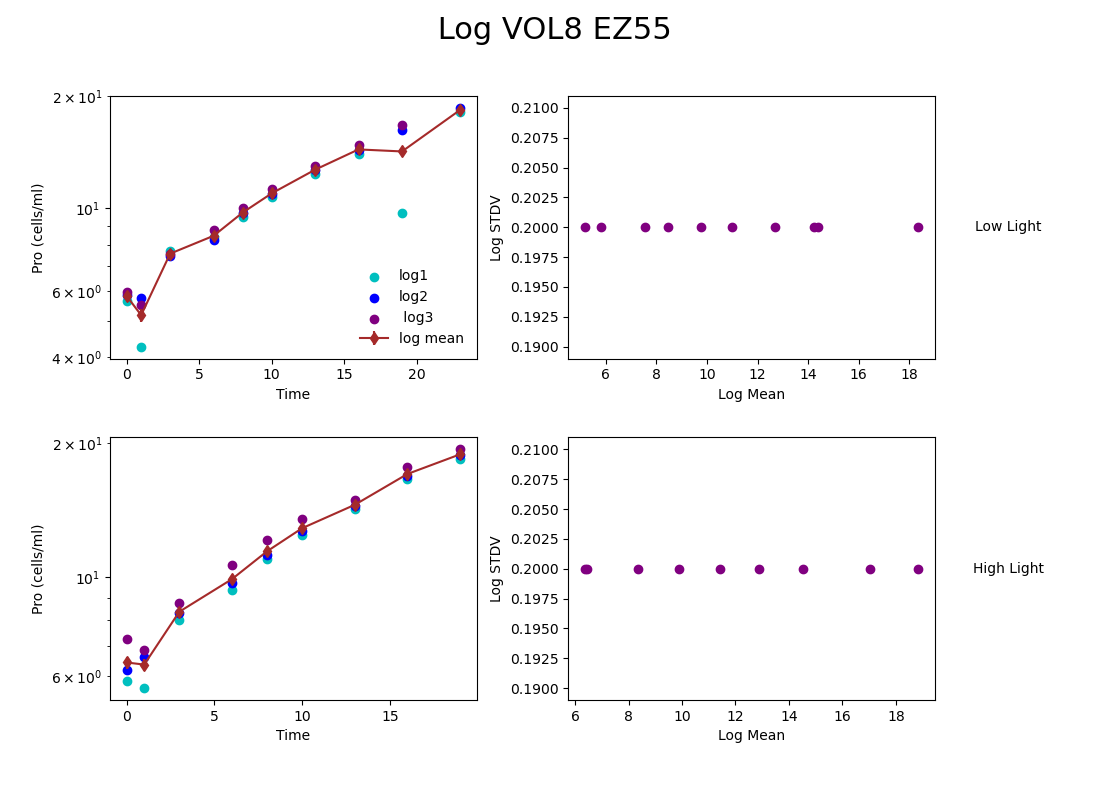 Log VOL8 EZ55
2 × 10¹
10¹
6 × 10⁰
4 × 10⁰
Pro (cells/ml)
0 5 10 15 20
Time
log1
log2
log3
log mean
0.2100
0.2075
0.2050
0.2025
0.2000
0.1975
0.1950
0.1925
0.1900
Log STDV
6 8 10 12 14 16 18
Log Mean
Low Light
2 × 10¹
10¹
6 × 10⁰
Pro (cells/ml)
0 5 10 15
Time
0.2100
0.2075
0.2050
0.2025
0.2000
0.1975
0.1950
0.1925
0.1900
Log STDV
6 8 10 12 14 16 18
Log Mean
High Light